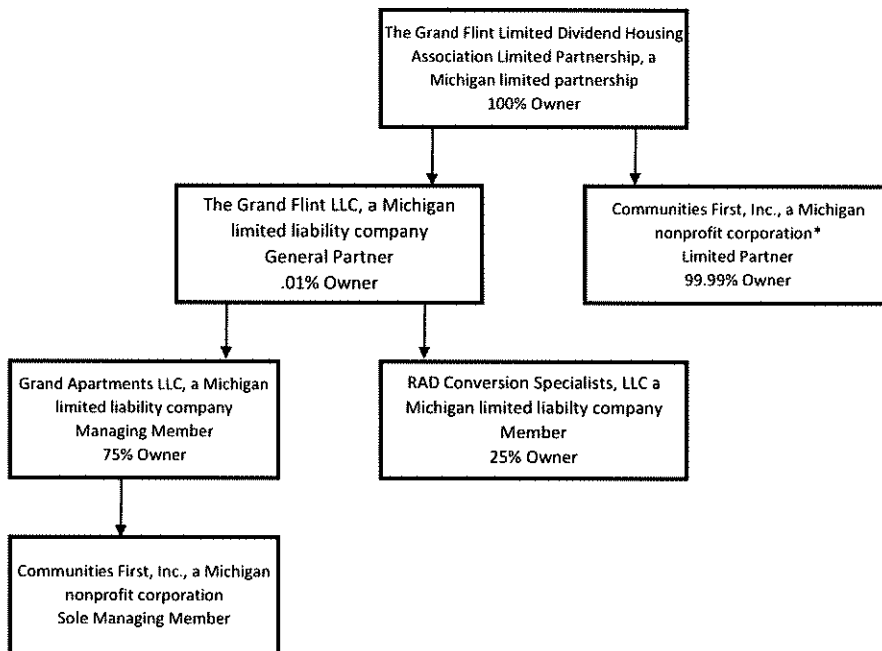 The Grand Flint Limited Dividend Housing
Association Limited Partnership, a
Michigan limited partnership
100% Owner
The Grand Flint LLC, a Michigan
limited liability company
General Partner
.01% Owner
Communities First, Inc., a Michigan
nonprofit corporation*
Limited Partner
99.99% Owner
Grand Apartments LLC, a Michigan
limited liability company
Managing Member
75% Owner
RAD Conversion Specialists, LLC a
Michigan limited liabilty company
Member
25% Owner
Communities First, Inc., a Michigan
nonprofit corporation
Sole Managing Member